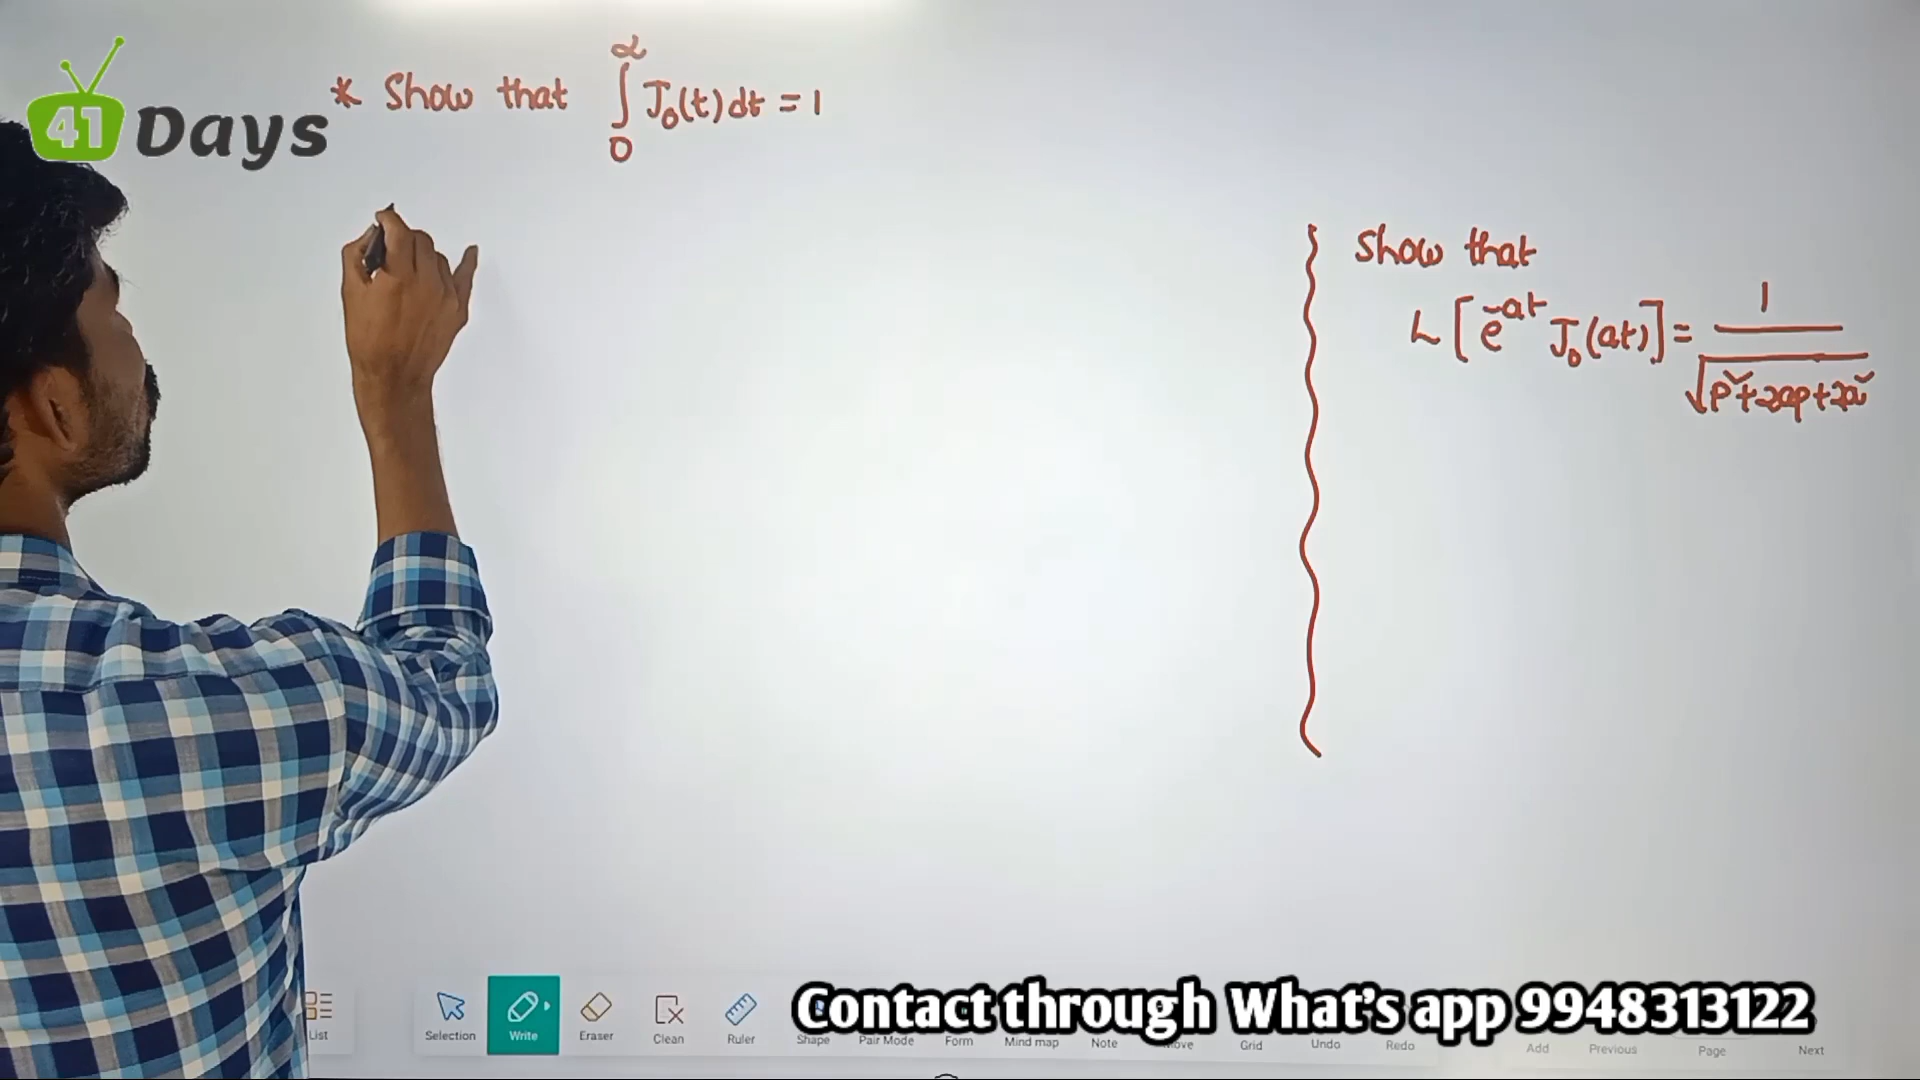 41 Days
* Show that ∫₀^∝ J₀(t) dt = 1
Show that
L [e^-at J₀(at)] = 1 / √(p²+2ap+2a²)
List Selection Write Eraser Clean Ruler Shape Pair Mode Form Mind map Note Move Grid Undo Redo Add Previous Page Next
Contact through What's app 9948313122